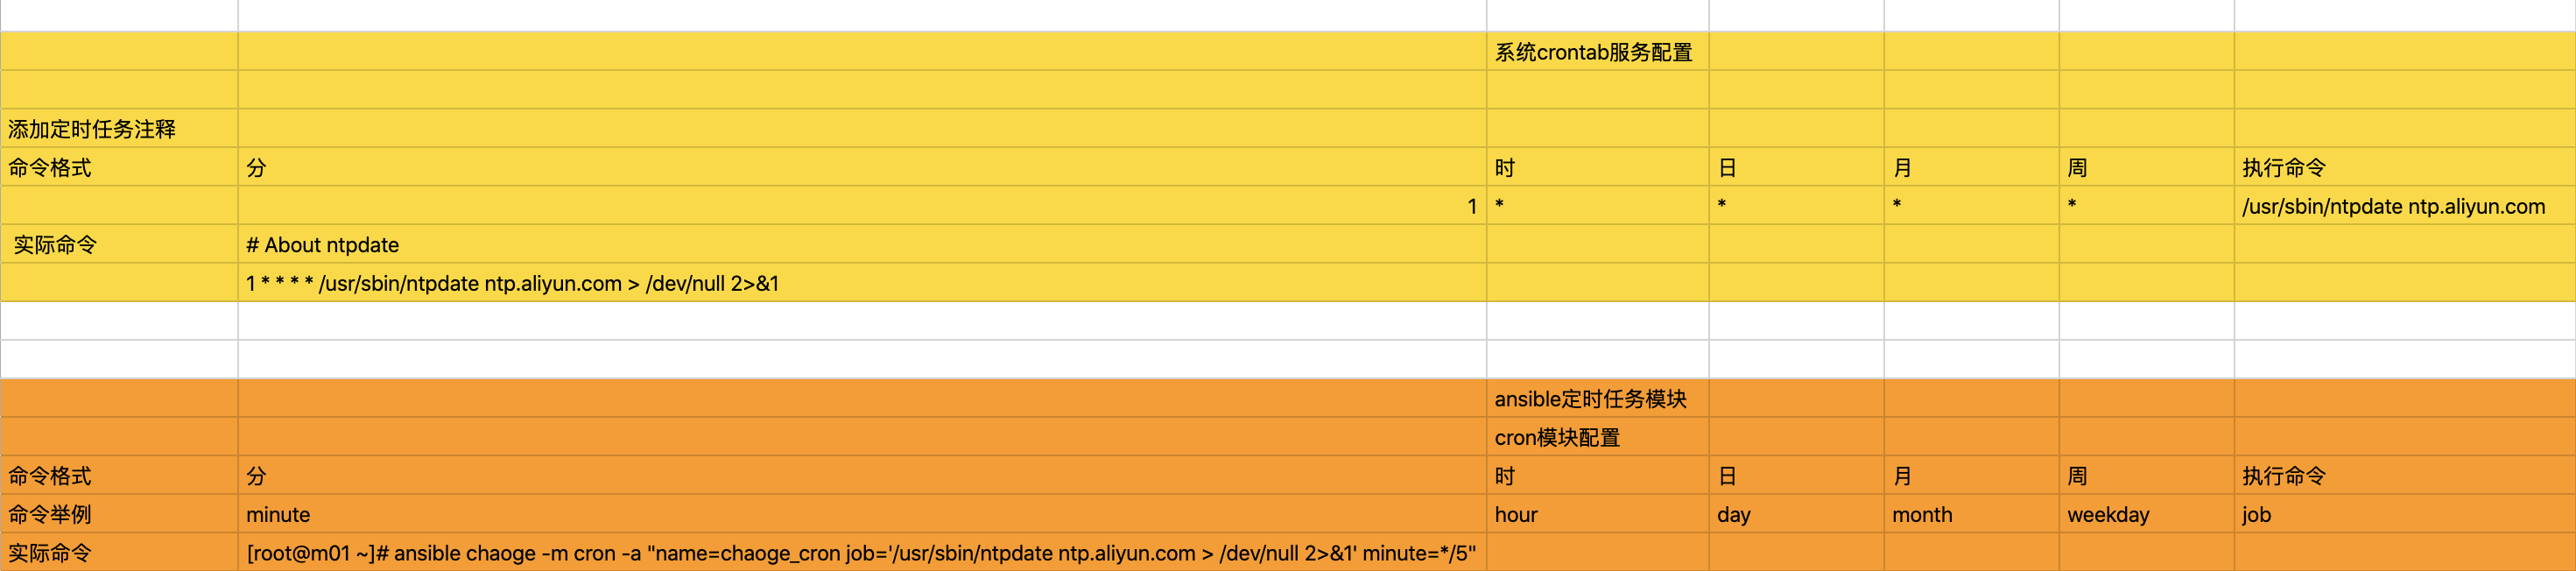 系统crontab服务配置
添加定时任务注释
命令格式 分 时 日 月 周 执行命令
1 * * * * /usr/sbin/ntpdate ntp.aliyun.com
实际命令 # About ntpdate
1 * * * * /usr/sbin/ntpdate ntp.aliyun.com > /dev/null 2>&1
ansible定时任务模块
cron模块配置
命令格式 分 时 日 月 周 执行命令
命令举例 minute hour day month weekday job
实际命令 [root@m01 ~]# ansible chaoge -m cron -a "name=chaoge_cron job='/usr/sbin/ntpdate ntp.aliyun.com > /dev/null 2>&1' minute=*/5"